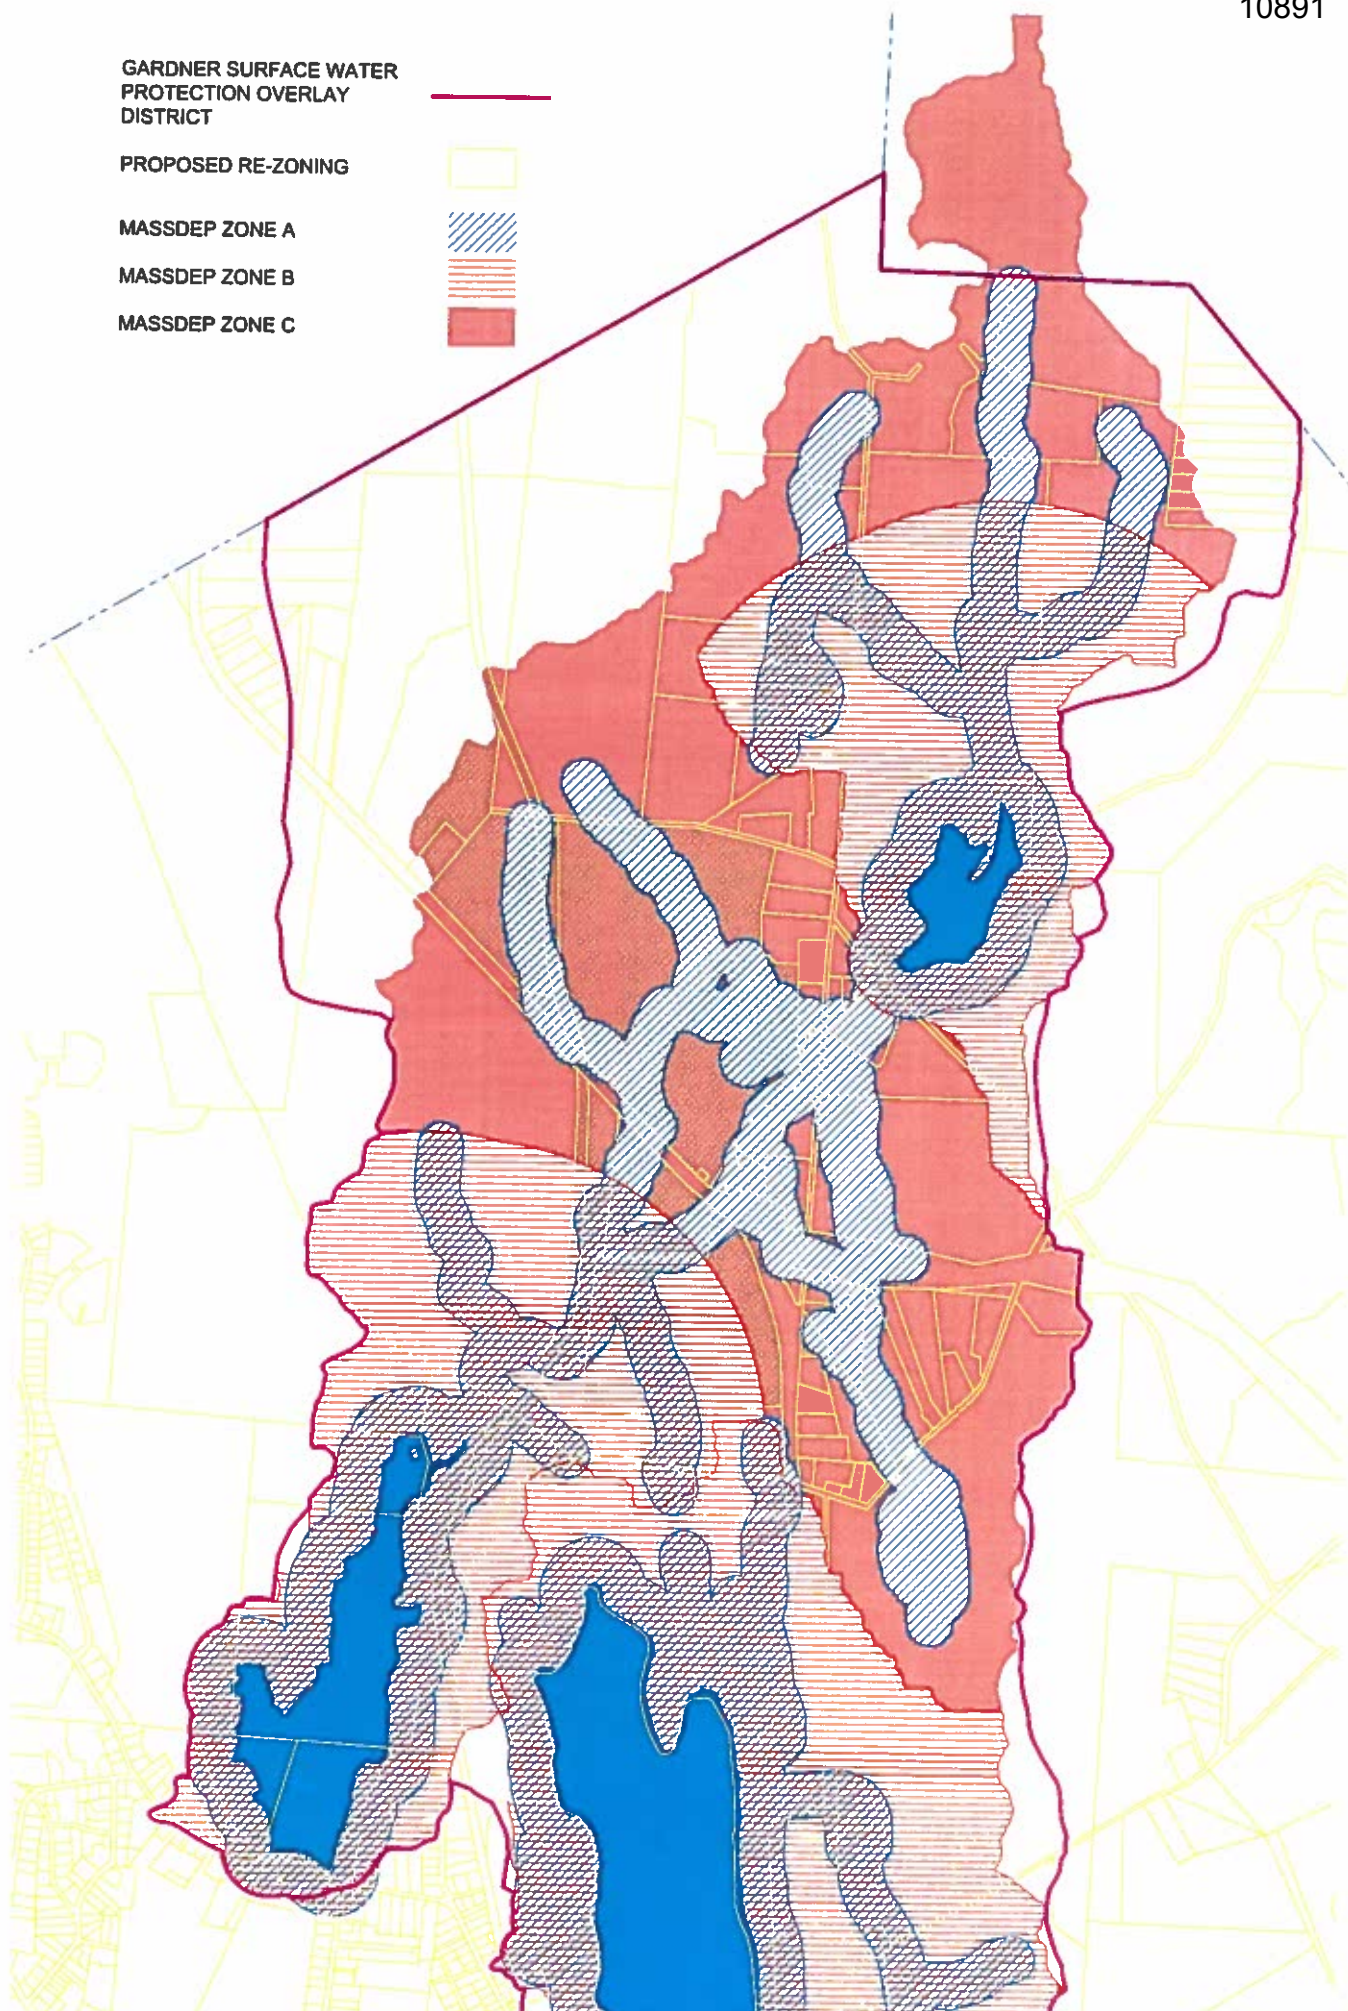 10891
GARDNER SURFACE WATER
PROTECTION OVERLAY
DISTRICT
PROPOSED RE-ZONING
MASSDEP ZONE A
MASSDEP ZONE B
MASSDEP ZONE C